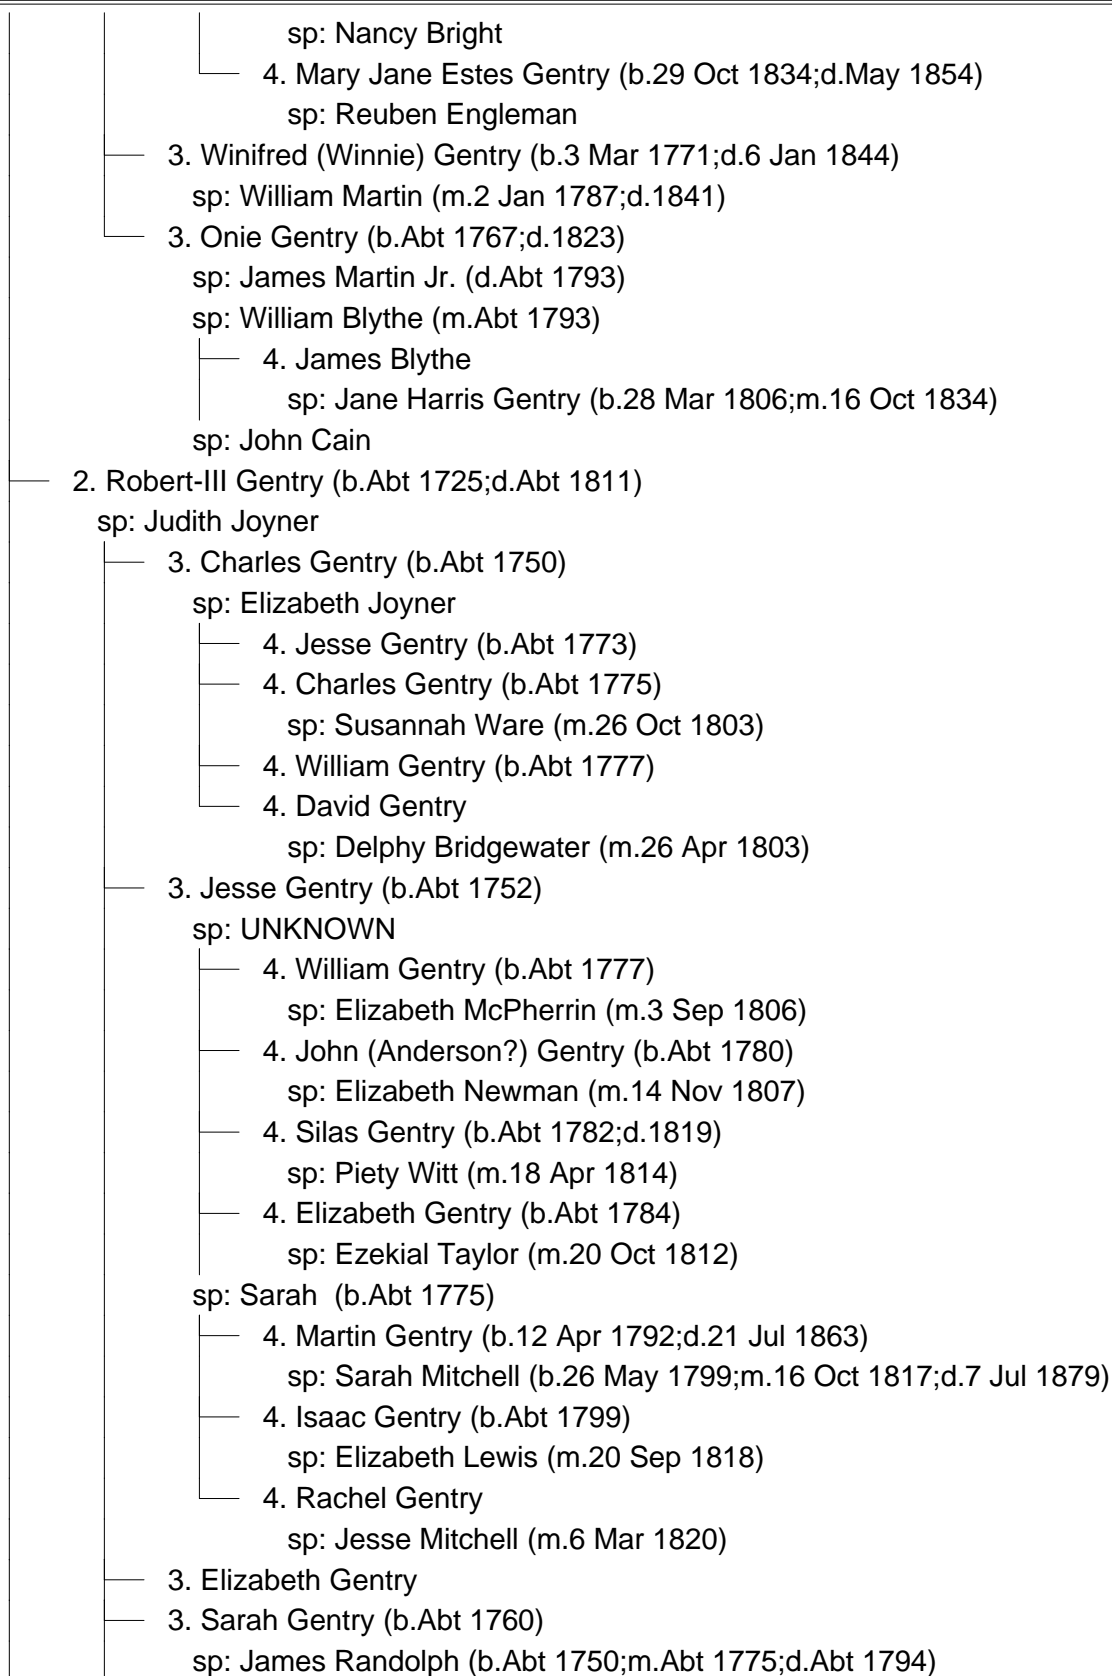 sp: Nancy Bright
4. Mary Jane Estes Gentry (b.29 Oct 1834;d.May 1854)
sp: Reuben Engleman
3. Winifred (Winnie) Gentry (b.3 Mar 1771;d.6 Jan 1844)
sp: William Martin (m.2 Jan 1787;d.1841)
3. Onie Gentry (b.Abt 1767;d.1823)
sp: James Martin Jr. (d.Abt 1793)
sp: William Blythe (m.Abt 1793)
4. James Blythe
sp: Jane Harris Gentry (b.28 Mar 1806;m.16 Oct 1834)
sp: John Cain
2. Robert-III Gentry (b.Abt 1725;d.Abt 1811)
sp: Judith Joyner
3. Charles Gentry (b.Abt 1750)
sp: Elizabeth Joyner
4. Jesse Gentry (b.Abt 1773)
4. Charles Gentry (b.Abt 1775)
sp: Susannah Ware (m.26 Oct 1803)
4. William Gentry (b.Abt 1777)
4. David Gentry
sp: Delphy Bridgewater (m.26 Apr 1803)
3. Jesse Gentry (b.Abt 1752)
sp: UNKNOWN
4. William Gentry (b.Abt 1777)
sp: Elizabeth McPherrin (m.3 Sep 1806)
4. John (Anderson?) Gentry (b.Abt 1780)
sp: Elizabeth Newman (m.14 Nov 1807)
4. Silas Gentry (b.Abt 1782;d.1819)
sp: Piety Witt (m.18 Apr 1814)
4. Elizabeth Gentry (b.Abt 1784)
sp: Ezekial Taylor (m.20 Oct 1812)
sp: Sarah  (b.Abt 1775)
4. Martin Gentry (b.12 Apr 1792;d.21 Jul 1863)
sp: Sarah Mitchell (b.26 May 1799;m.16 Oct 1817;d.7 Jul 1879)
4. Isaac Gentry (b.Abt 1799)
sp: Elizabeth Lewis (m.20 Sep 1818)
4. Rachel Gentry
sp: Jesse Mitchell (m.6 Mar 1820)
3. Elizabeth Gentry
3. Sarah Gentry (b.Abt 1760)
sp: James Randolph (b.Abt 1750;m.Abt 1775;d.Abt 1794)